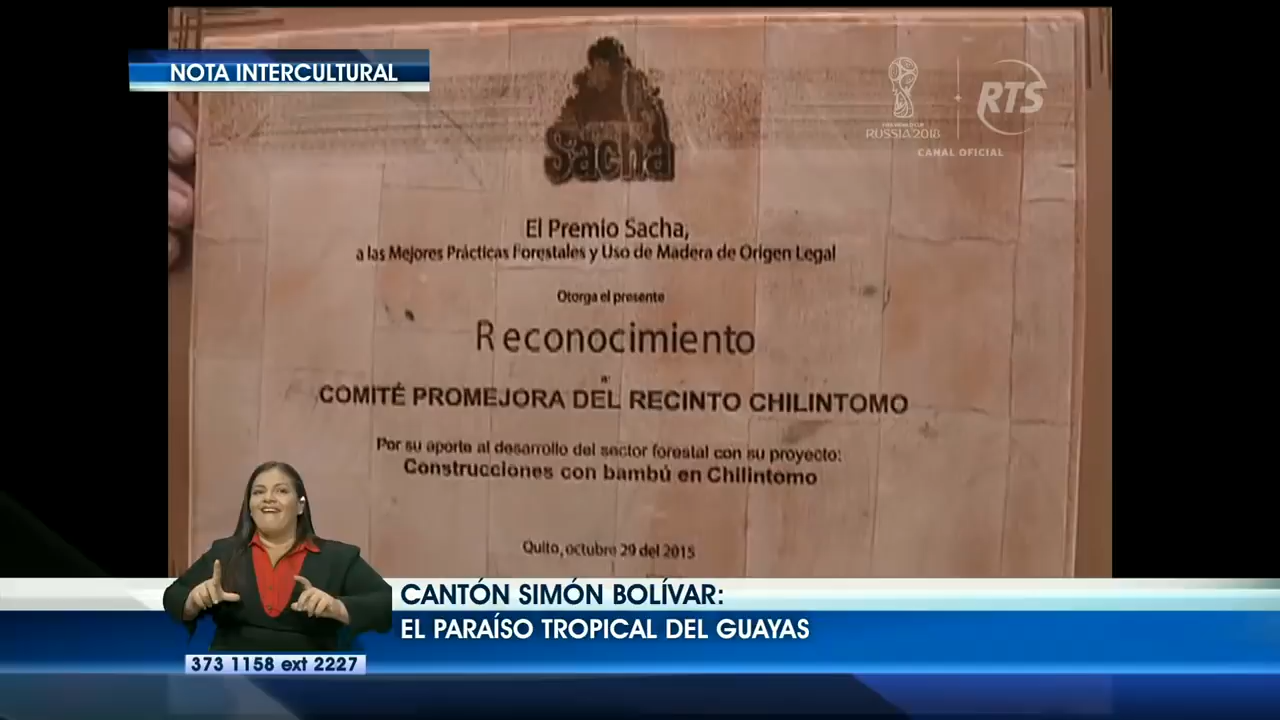 NOTA INTERCULTURAL
RUSSIA 2018
RTS
CANAL OFICIAL
Sacha
El Premio Sacha,
a las Mejores Prácticas Forestales y Uso de Madera de Origen Legal
Otorga el presente
Reconocimiento
a:
COMITÉ PROMEJORA DEL RECINTO CHILINTOMO
Por su aporte al desarrollo del sector forestal con su proyecto:
Construcciones con bambú en Chilintomo
Quito, octubre 29 del 2015
CANTÓN SIMÓN BOLÍVAR:
EL PARAÍSO TROPICAL DEL GUAYAS
373 1158 ext 2227